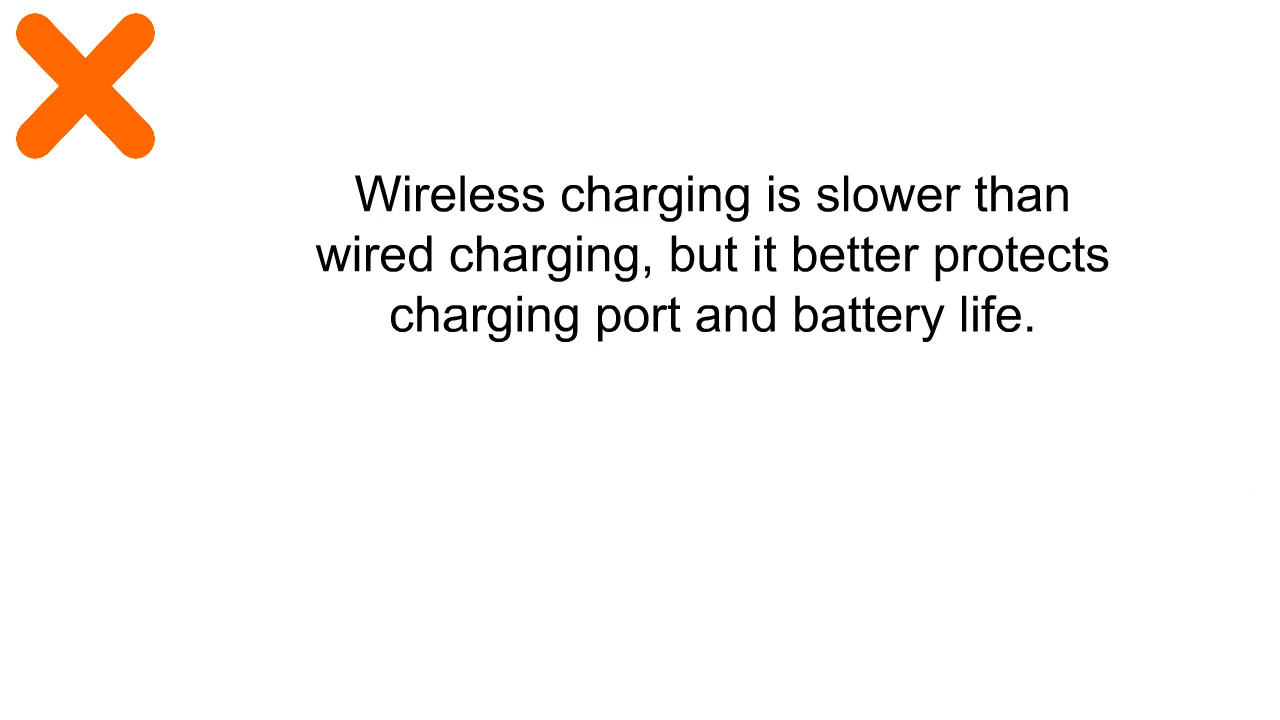 Wireless charging is slower than
wired charging, but it better protects
charging port and battery life.